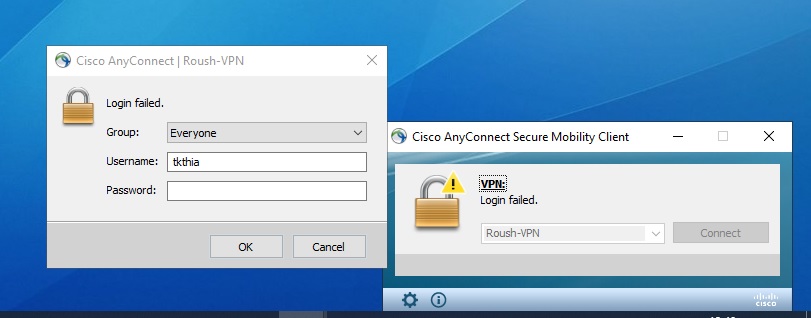 Cisco AnyConnect | Roush-VPN
Login failed.
Group: Everyone
Username: tkthia
Password:
OK Cancel
Cisco AnyConnect Secure Mobility Client
VPN:
Login failed.
Roush-VPN Connect
CISCO